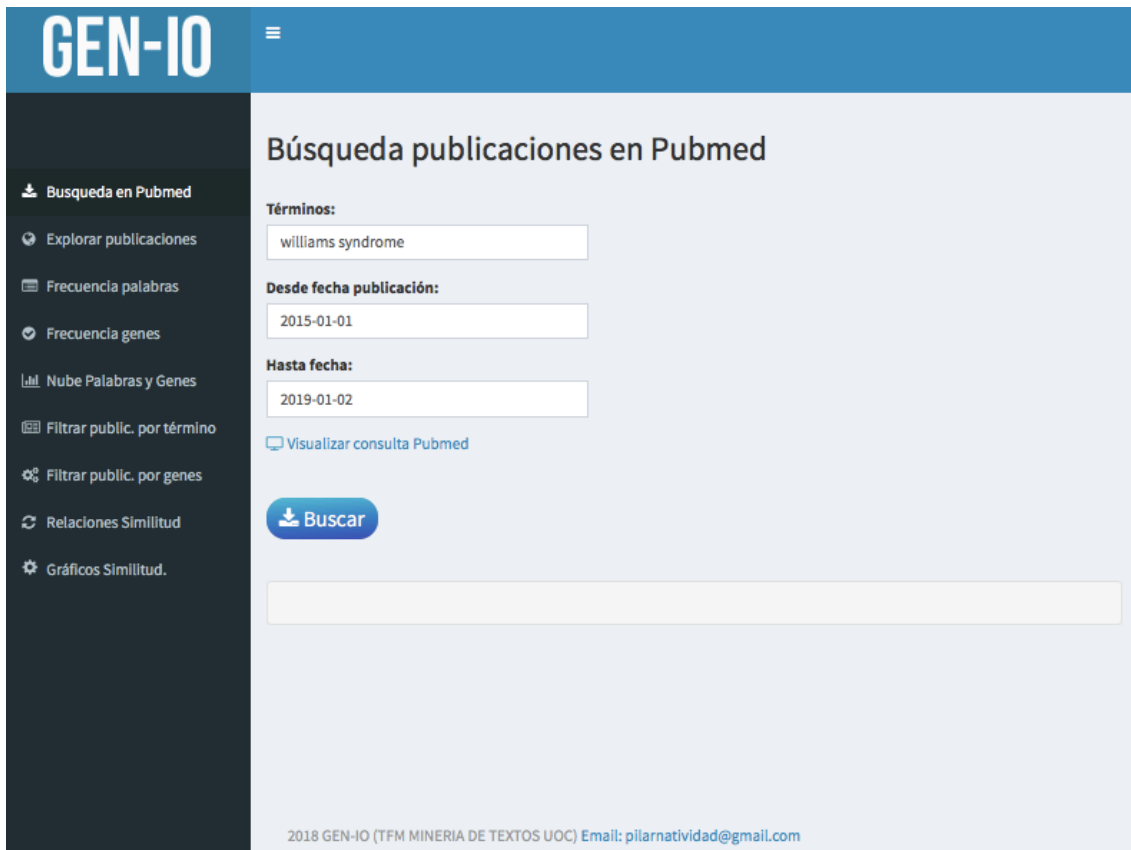 GEN-IO
Búsqueda publicaciones en Pubmed
Busqueda en Pubmed
Explorar publicaciones
Frecuencia palabras
Frecuencia genes
Nube Palabras y Genes
Filtrar public. por término
Filtrar public. por genes
Relaciones Similitud
Gráficos Similitud.
Términos:
williams syndrome
Desde fecha publicación:
2015-01-01
Hasta fecha:
2019-01-02
Visualizar consulta Pubmed
Buscar
2018 GEN-IO (TFM MINERIA DE TEXTOS UOC) Email: pilarnatividad@gmail.com